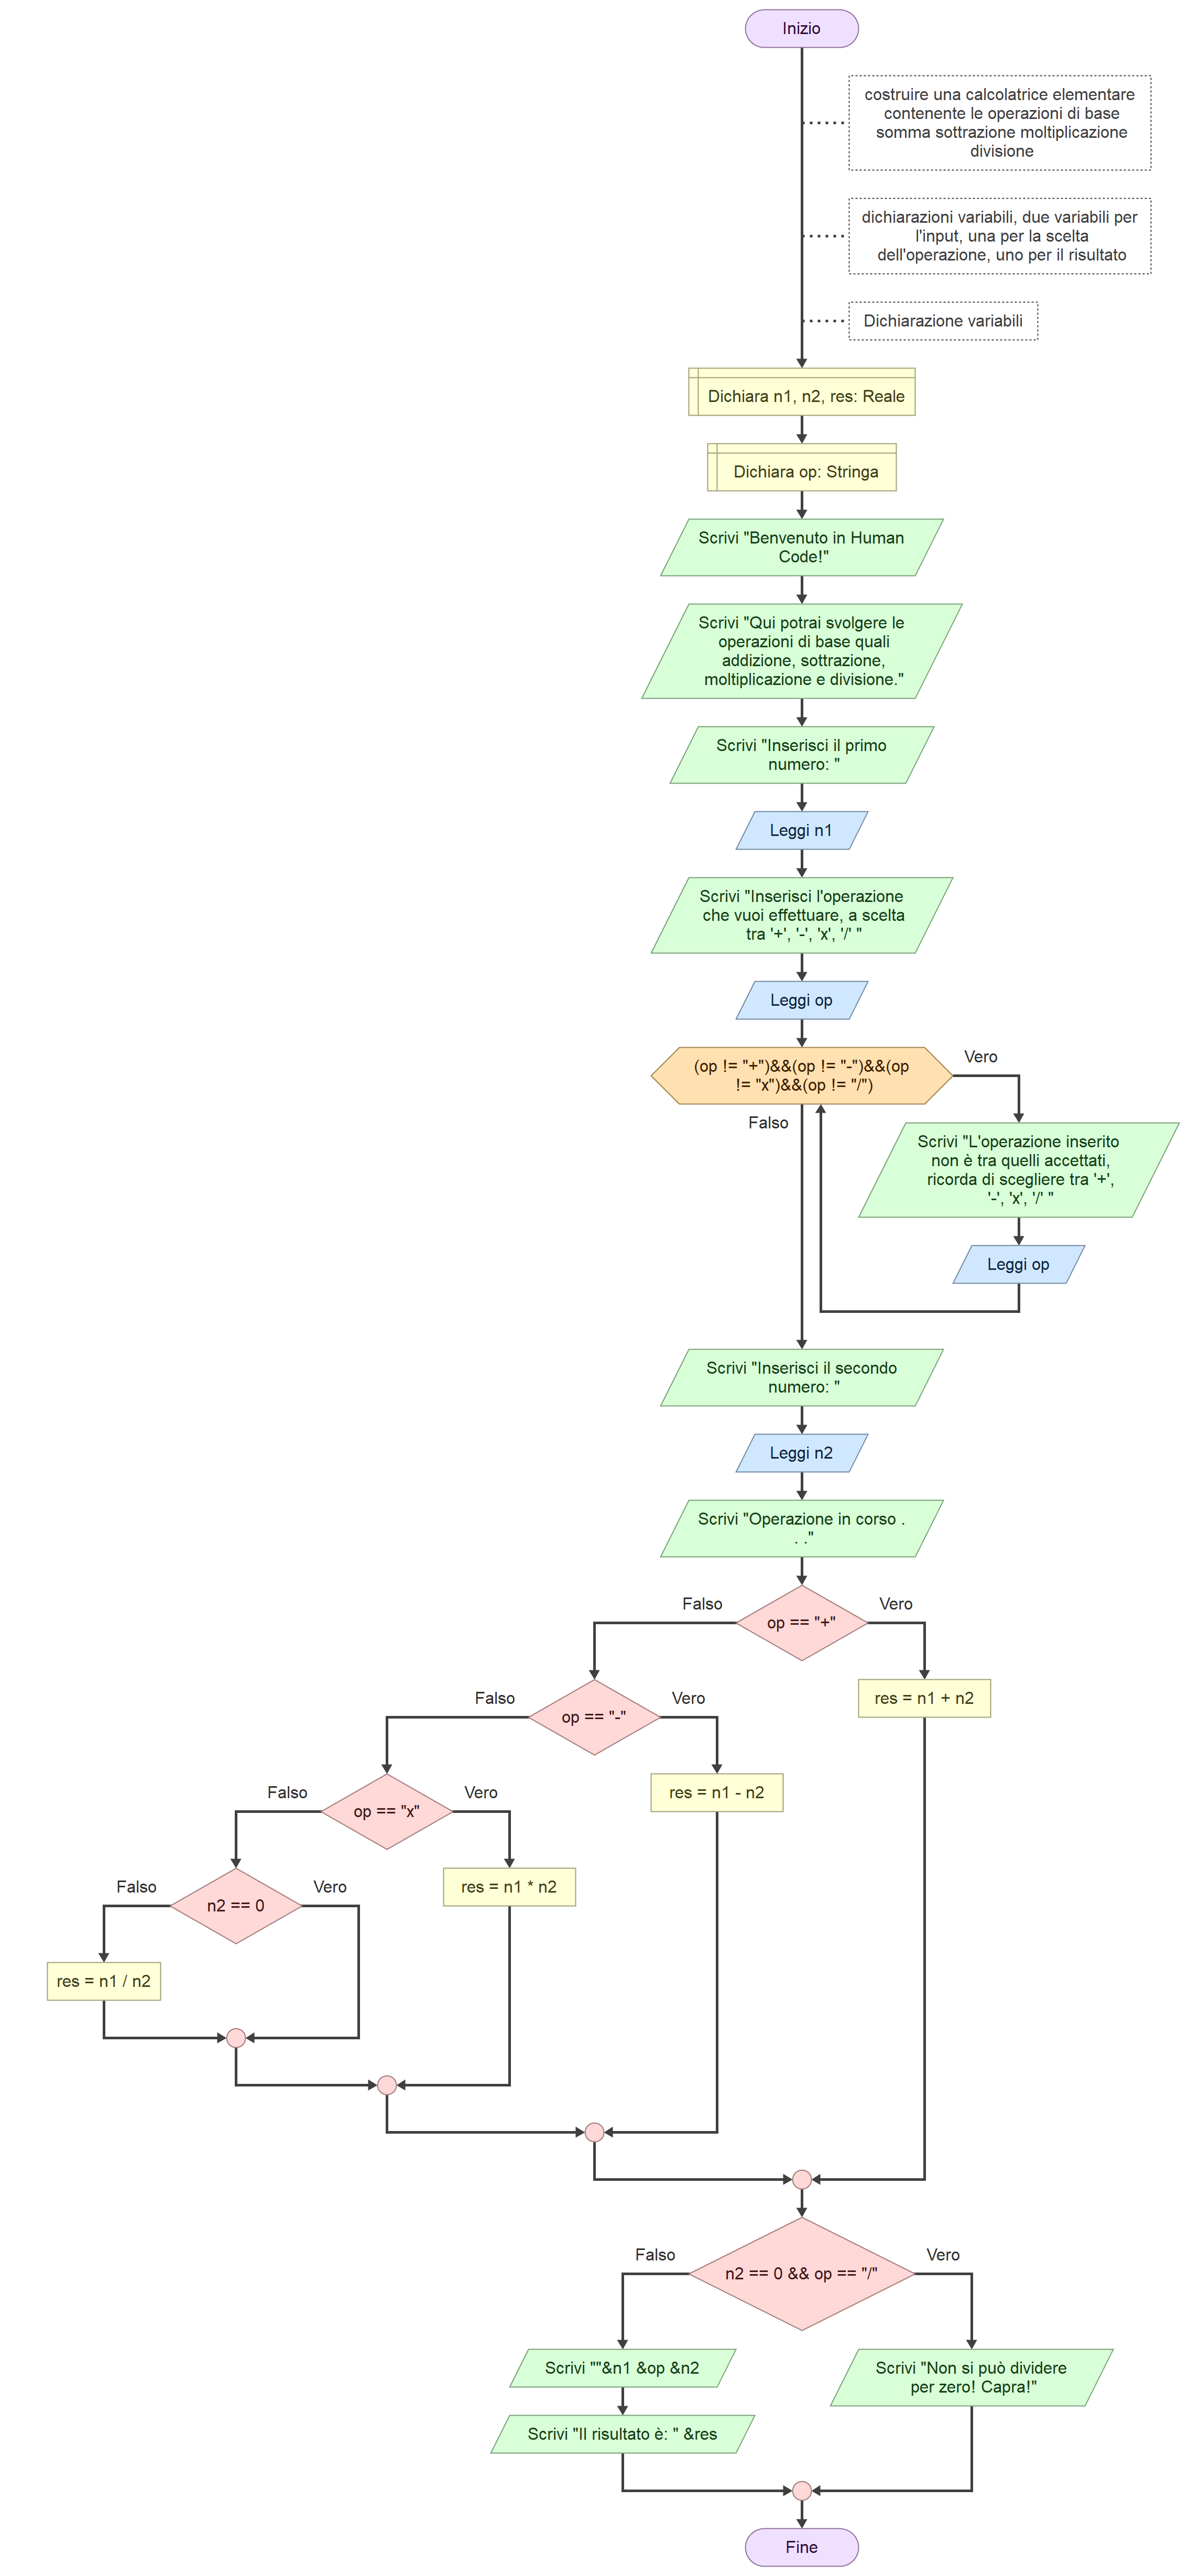 Inizio
costruire una calcolatrice elementare
contenente le operazioni di base
somma sottrazione moltiplicazione
divisione
dichiarazioni variabili, due variabili per
l'input, una per la scelta
dell'operazione, uno per il risultato
Dichiarazione variabili
Dichiara n1, n2, res: Reale
Dichiara op: Stringa
Scrivi "Benvenuto in Human
Code!"
Scrivi "Qui potrai svolgere le
operazioni di base quali
addizione, sottrazione,
moltiplicazione e divisione."
Scrivi "Inserisci il primo
numero: "
Leggi n1
Scrivi "Inserisci l'operazione
che vuoi effettuare, a scelta
tra '+', '-', 'x', '/' "
Leggi op
(op != "+")&&(op != "-")&&(op
!= "x")&&(op != "/")
Vero
Falso
Scrivi "L'operazione inserito
non è tra quelli accettati,
ricorda di scegliere tra '+',
'-', 'x', '/' "
Leggi op
Scrivi "Inserisci il secondo
numero: "
Leggi n2
Scrivi "Operazione in corso .
. ."
Falso
Vero
op == "+"
res = n1 + n2
Falso
Vero
op == "-"
res = n1 - n2
Falso
Vero
op == "x"
res = n1 * n2
Falso
Vero
n2 == 0
res = n1 / n2
Falso
Vero
n2 == 0 && op == "/"
Scrivi ""&n1 &op &n2
Scrivi "Non si può dividere
per zero! Capra!"
Scrivi "Il risultato è: " &res
Fine